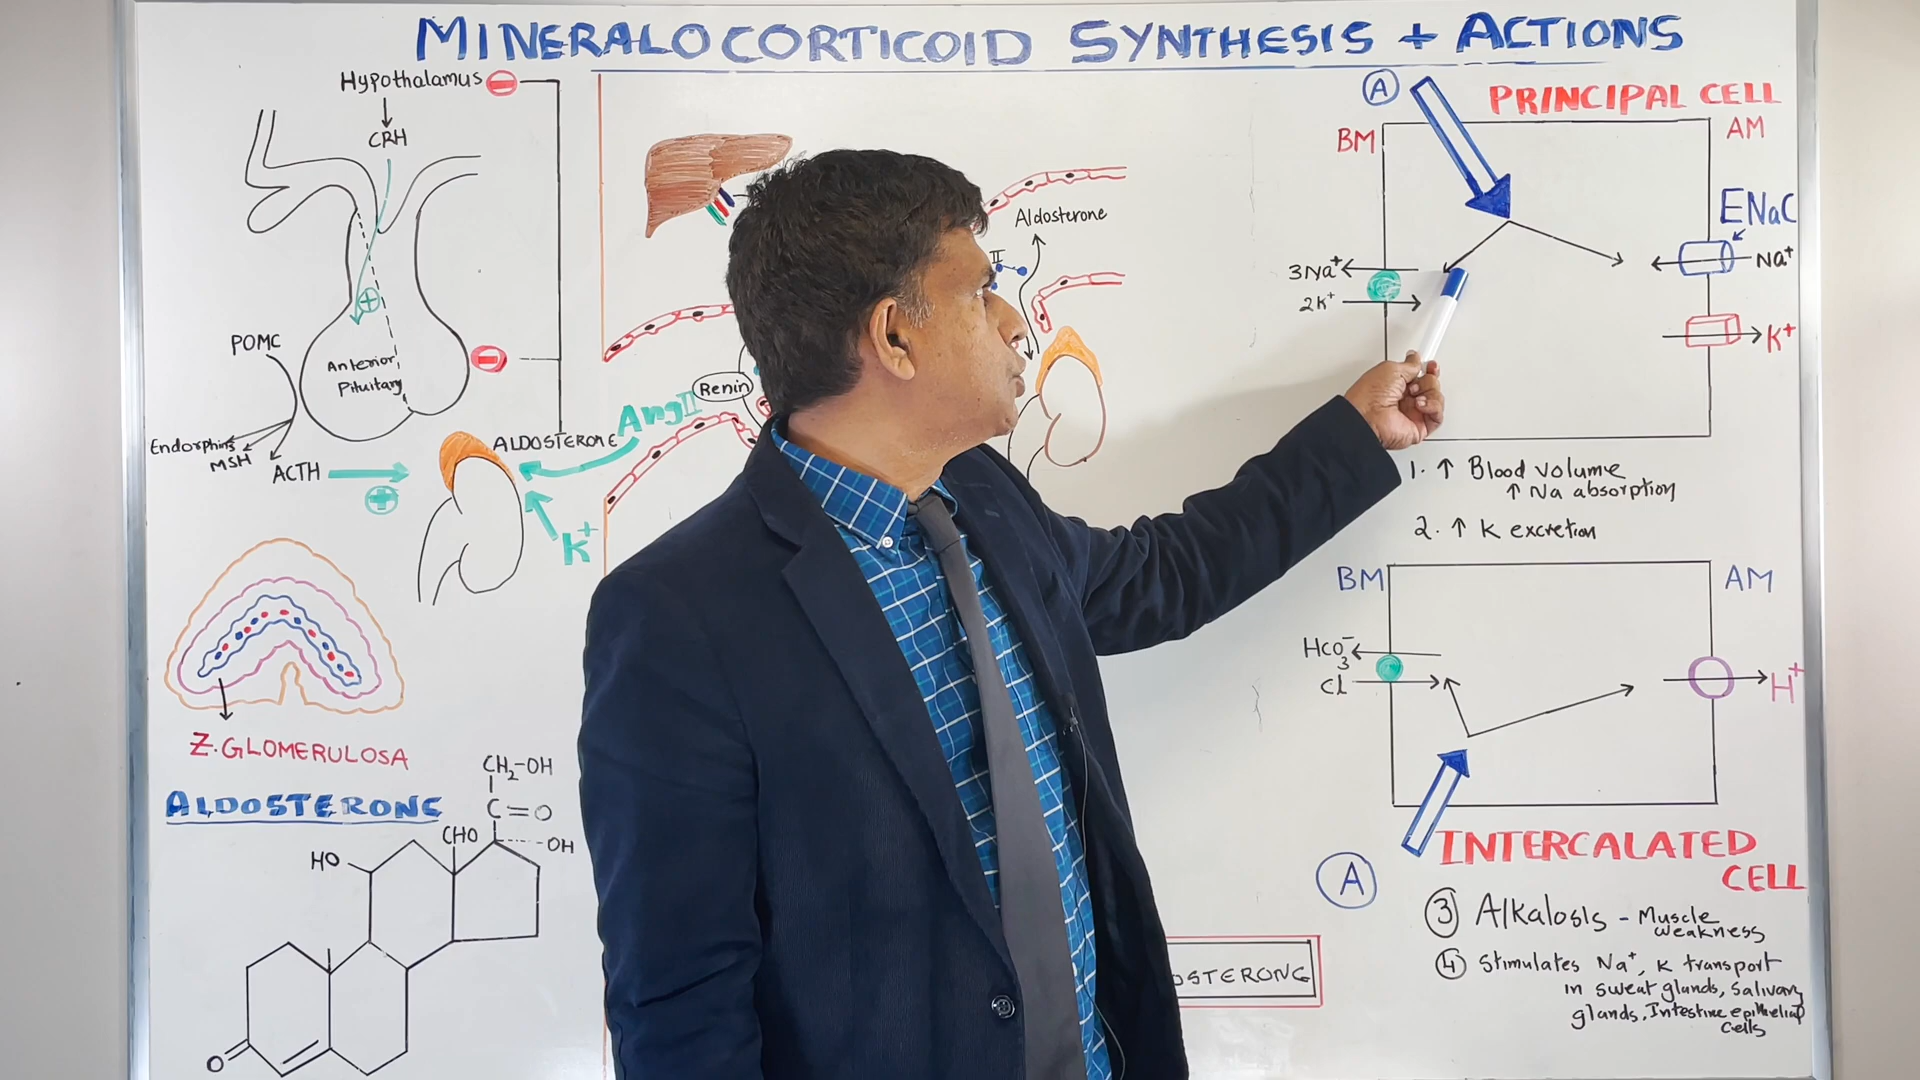 MINERALOCORTICOID SYNTHESIS + ACTIONS
Hypothalamus
CRH
POMC
Anterior
Pituitary
Endorphins
MSH
ACTH
ALDOSTERONE
Ang II
K+
Renin
Z. GLOMERULOSA
ALDOSTERONE
CH2-OH
C=O
CHO
OH
HO
O
II
Aldosterone
OSTERONE
A
PRINCIPAL CELL
BM
AM
ENaC
3Na+
2K+
Na+
K+
1. ↑ Blood volume
↑ Na absorption
2. ↑ K excretion
BM
AM
HCO3-
Cl
H+
A
INTERCALATED
CELL
3 Alkalosis - Muscle
weakness
4 Stimulates Na+, K transport
in sweat glands, Salivary
glands, Intestine epithelial
Cells